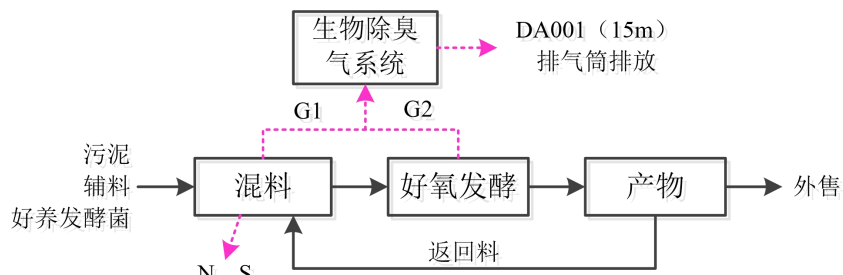 生物除臭
气系统
DA001（15m）
排气筒排放
G1
G2
污泥
辅料
好养发酵菌
混料
好氧发酵
产物
外售
返回料
N、S